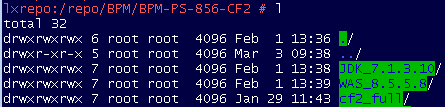 lxrepo:/repo/BPM/BPM-PS-856-CF2 # l
total 32
drwxrwxrwx 6 root root 4096 Feb 1 13:36 ./
drwxr-xr-x 5 root root 4096 Mar 3 09:38 ../
drwxrwxrwx 7 root root 4096 Feb 1 13:38 JDK_7.1.3.10/
drwxrwxrwx 7 root root 4096 Feb 1 13:39 WAS_8.5.5.8/
drwxrwxrwx 7 root root 4096 Jan 29 11:43 cf2_full/